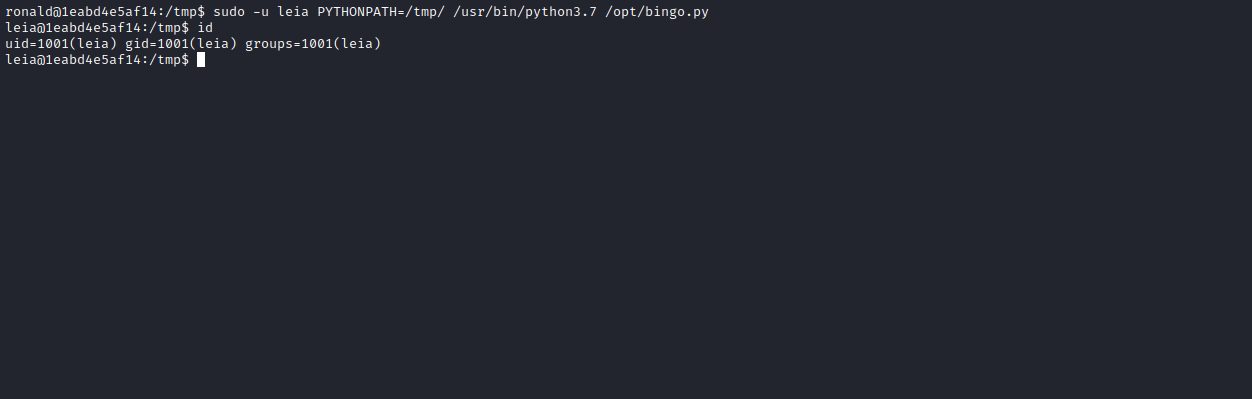 ronald@1eabd4e5af14:/tmp$ sudo -u leia PYTHONPATH=/tmp/ /usr/bin/python3.7 /opt/bingo.py
leia@1eabd4e5af14:/tmp$ id
uid=1001(leia) gid=1001(leia) groups=1001(leia)
leia@1eabd4e5af14:/tmp$